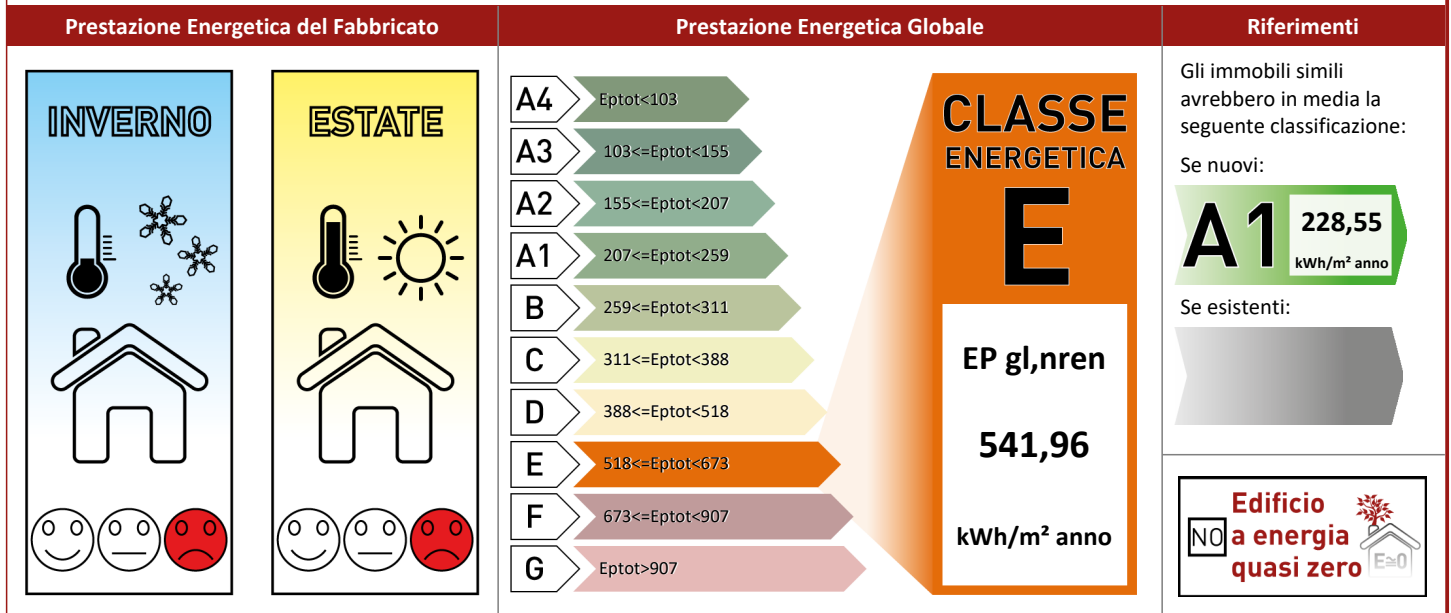 Prestazione Energetica del Fabbricato
Prestazione Energetica Globale
Riferimenti
INVERNO
ESTATE
A4 Eptot<103
A3 103<=Eptot<155
A2 155<=Eptot<207
A1 207<=Eptot<259
B 259<=Eptot<311
C 311<=Eptot<388
D 388<=Eptot<518
E 518<=Eptot<673
F 673<=Eptot<907
G Eptot>907
CLASSE
ENERGETICA
E
EP gl,nren
541,96
kWh/m² anno
Gli immobili simili
avrebbero in media la
seguente classificazione:
Se nuovi:
A1
228,55
kWh/m² anno
Se esistenti:
NO
Edificio
a energia
quasi zero
E≅0